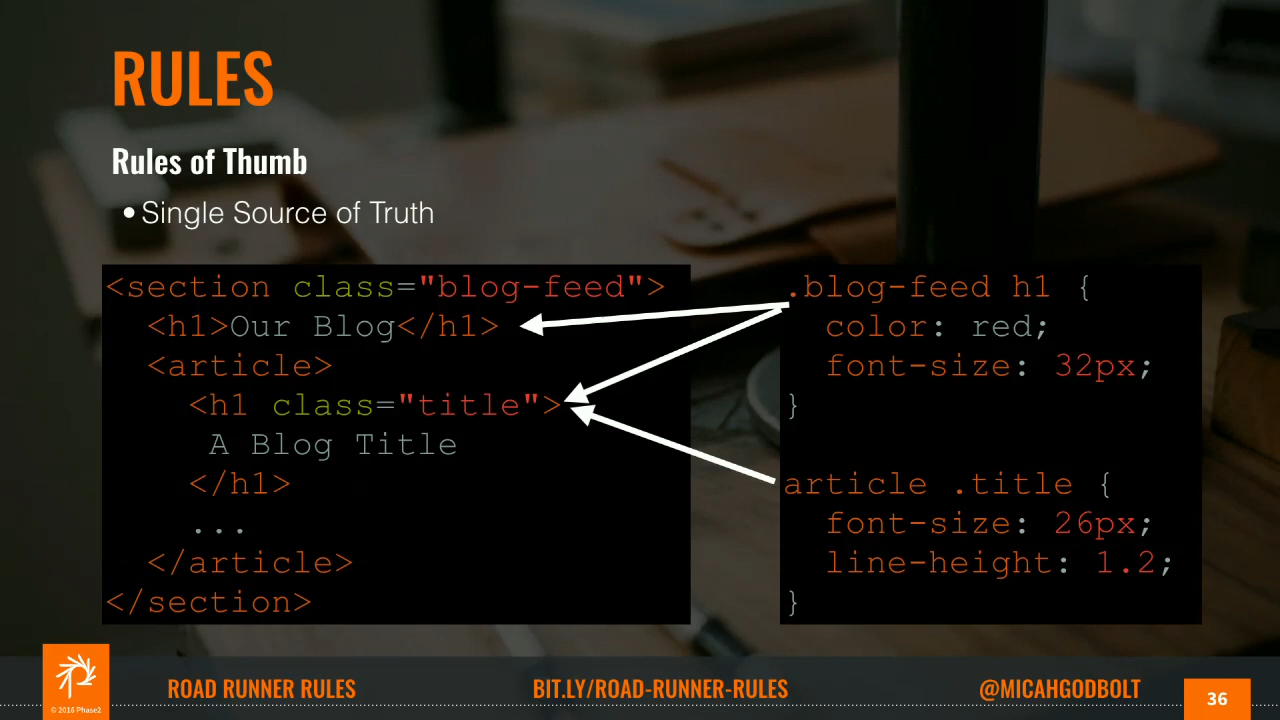 RULES
Rules of Thumb
• Single Source of Truth
<section class="blog-feed">
  <h1>Our Blog</h1>
  <article>
    <h1 class="title">
     A Blog Title
    </h1>
    ...
  </article>
</section>
.blog-feed h1 {
  color: red;
  font-size: 32px;
}
article .title {
  font-size: 26px;
  line-height: 1.2;
}
© 2016 Phase2
ROAD RUNNER RULES
BIT.LY/ROAD-RUNNER-RULES
@MICAHGODBOLT
36